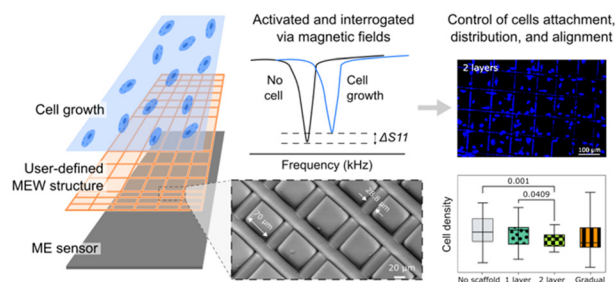 Activated and interrogated
via magnetic fields
Control of cells attachment,
distribution, and alignment
Cell growth
User-defined
MEW structure
ME sensor
No
cell
Cell
growth
ΔS11
Frequency (kHz)
70 µm
20 µm
2 layers
100 µm
Cell density
0.001
0.0409
No scaffold 1 layer 2 layer Gradual